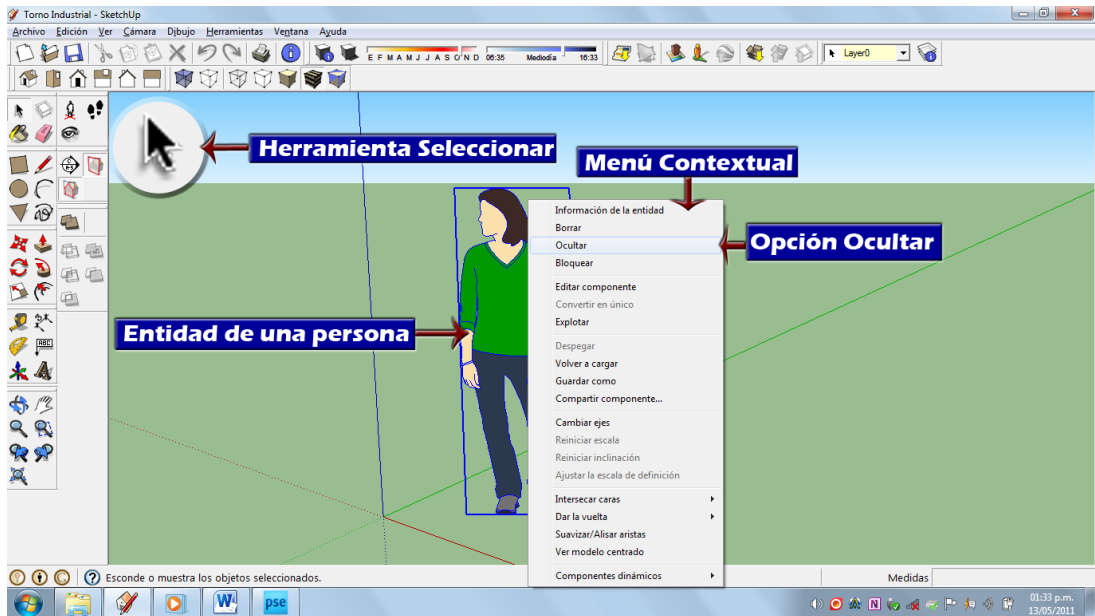 Torno Industrial - SketchUp
Archivo Edición Ver Cámara Dibujo Herramientas Ventana Ayuda
E F M A M J J A S O N D 06:35 Mediodía 16:33 Layer0
Herramienta Seleccionar
Menú Contextual
Información de la entidad
Borrar
Ocultar
Opción Ocultar
Bloquear
Editar componente
Convertir en único
Explotar
Entidad de una persona
Despegar
Volver a cargar
Guardar como
Compartir componente...
Cambiar ejes
Reiniciar escala
Reiniciar inclinación
Ajustar la escala de definición
Intersecar caras
Dar la vuelta
Suavizar/Alisar aristas
Ver modelo centrado
Componentes dinámicos
Esconde o muestra los objetos seleccionados.
Medidas
pse
01:33 p.m.
13/05/2011